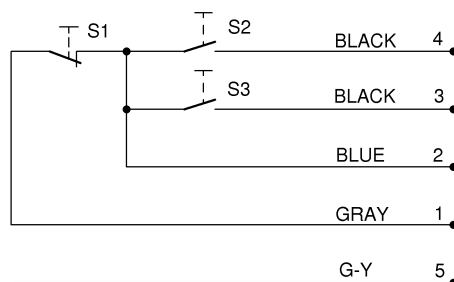 S1
S2
BLACK 4
S3
BLACK 3
BLUE 2
GRAY 1
G-Y 5